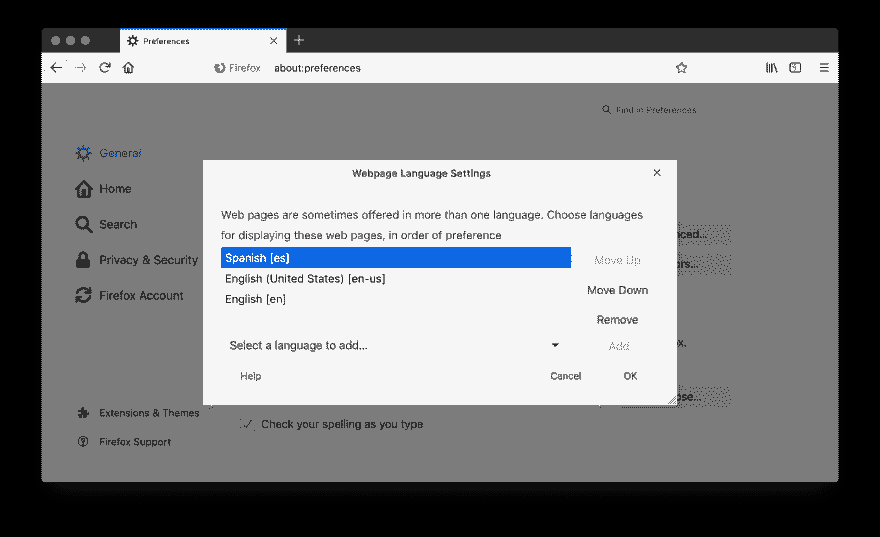 Preferences
Firefox about:preferences
Find in Preferences
General
Home
Search
Privacy & Security
Firefox Account
Extensions & Themes
Firefox Support
Webpage Language Settings
Web pages are sometimes offered in more than one language. Choose languages
for displaying these web pages, in order of preference
Spanish [es]
English (United States) [en-us]
English [en]
Move Up
Move Down
Remove
Select a language to add...
Add
Help
Cancel
OK
Check your spelling as you type